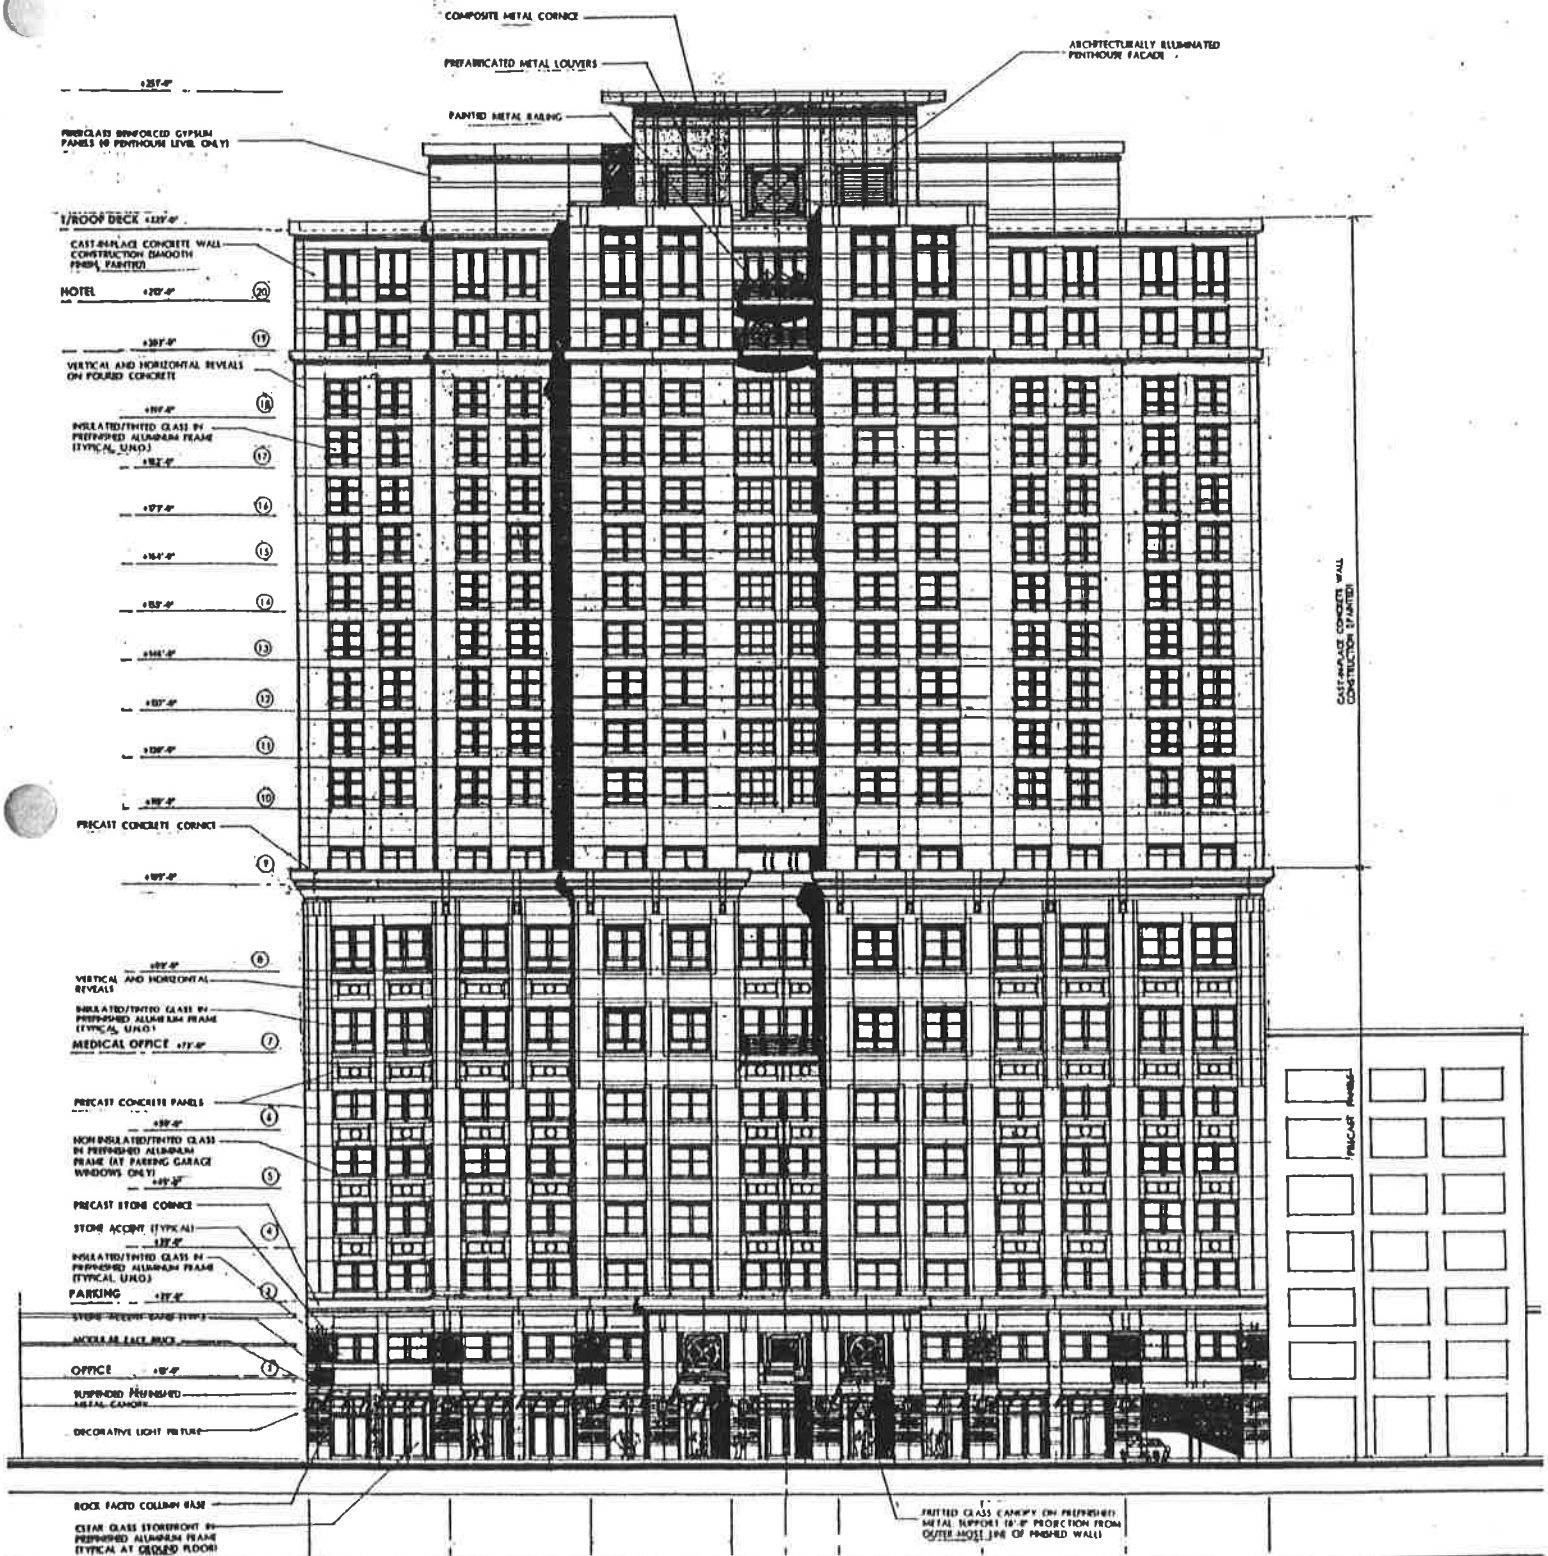 COMPOSITE METAL CORNICE
PREFABRICATED METAL LOUVERS
PAINTED METAL RAILING
ARCHITECTURALLY ILLUMINATED
PENTHOUSE FACADE
+251'-0"
FIBERGLASS REINFORCED GYPSUM
PANELS (@ PENTHOUSE LEVEL ONLY)
T/ROOF DECK
CAST-IN-PLACE CONCRETE WALL
CONSTRUCTION (SMOOTH
FINISH, PAINTED)
HOTEL
20
19
VERTICAL AND HORIZONTAL REVEALS
ON POURED CONCRETE
18
INSULATED/TINTED GLASS IN
PREFINISHED ALUMINUM FRAME
(TYPICAL, U.N.O.)
17
16
15
14
13
12
11
10
PRECAST CONCRETE CORNICE
9
CAST-IN-PLACE CONCRETE WALL
CONSTRUCTION (PAINTED)
8
VERTICAL AND HORIZONTAL
REVEALS
INSULATED/TINTED GLASS IN
PREFINISHED ALUMINUM FRAME
(TYPICAL, U.N.O.)
MEDICAL OFFICE
7
PRECAST CONCRETE PANELS
6
NON INSULATED/TINTED GLASS
IN PREFINISHED ALUMINUM
FRAME (AT PARKING GARAGE
WINDOWS ONLY)
5
PRECAST PANELS
PRECAST STONE CORNICE
STONE ACCENT (TYPICAL)
4
INSULATED/TINTED GLASS IN
PREFINISHED ALUMINUM FRAME
(TYPICAL, U.N.O.)
PARKING
3
STONE ACCENT BAND (TYP.)
MODULAR FACE BRICK
OFFICE
SUSPENDED PREFINISHED
METAL CANOPY
DECORATIVE LIGHT FIXTURE
ROCK FACED COLUMN BASE
CLEAR GLASS STOREFRONT IN
PREFINISHED ALUMINUM FRAME
(TYPICAL AT GROUND FLOOR)
FRITTED GLASS CANOPY ON PREFINISHED
METAL SUPPORT PROJECTION FROM
OUTER MOST LINE OF FINISHED WALL)